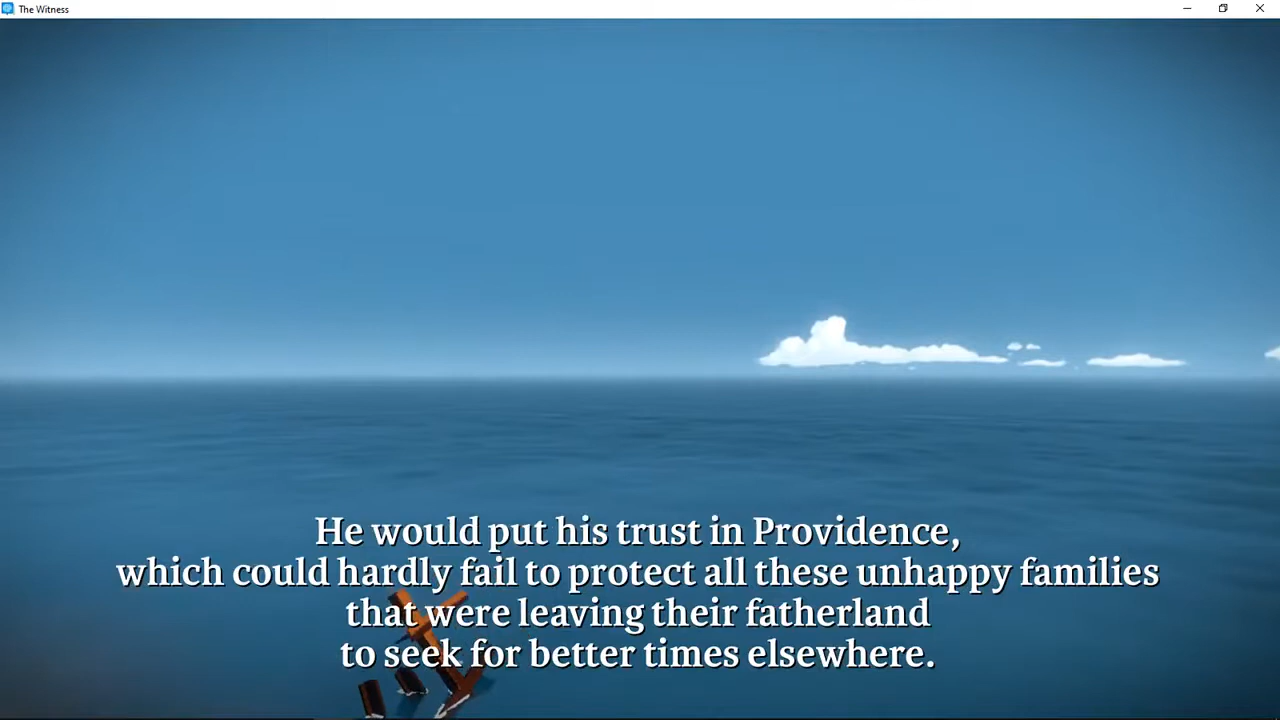 The Witness
He would put his trust in Providence,
which could hardly fail to protect all these unhappy families
that were leaving their fatherland
to seek for better times elsewhere.